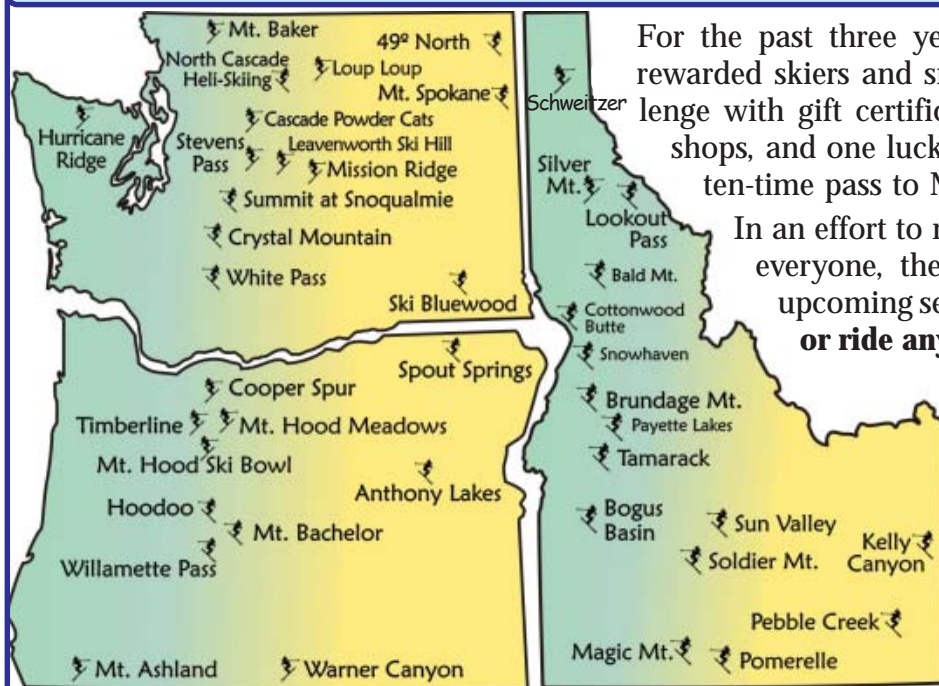 Mt. Baker
49º North
North Cascade
Heli-Skiing
Loup Loup
Mt. Spokane
Hurricane
Ridge
Cascade Powder Cats
Stevens
Pass
Leavenworth Ski Hill
Mission Ridge
Summit at Snoqualmie
Crystal Mountain
White Pass
Ski Bluewood
Spout Springs
Cooper Spur
Timberline
Mt. Hood Meadows
Mt. Hood Ski Bowl
Anthony Lakes
Hoodoo
Mt. Bachelor
Willamette Pass
Mt. Ashland
Warner Canyon
Schweitzer
Silver
Mt.
Lookout
Pass
Bald Mt.
Cottonwood
Butte
Snowhaven
Brundage Mt.
Payette Lakes
Tamarack
Bogus
Basin
Sun Valley
Soldier Mt.
Kelly
Canyon
Pebble Creek
Magic Mt.
Pomerelle
For the past three ye
rewarded skiers and s
lenge with gift certific
shops, and one luck
ten-time pass to
In an effort to
everyone, the
upcoming se
or ride any